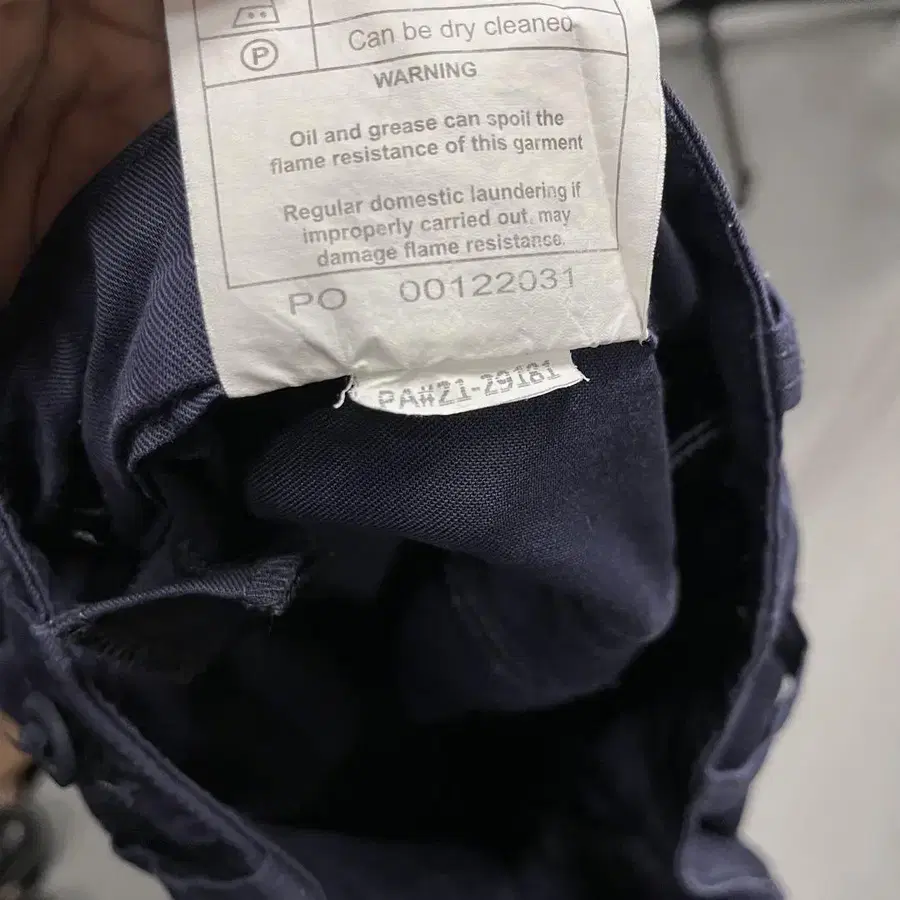 P
Can be dry cleaned
WARNING
Oil and grease can spoil the
flame resistance of this garment
Regular domestic laundering if
improperly carried out, may
damage flame resistance.
PO 00122031
PA#21-29181